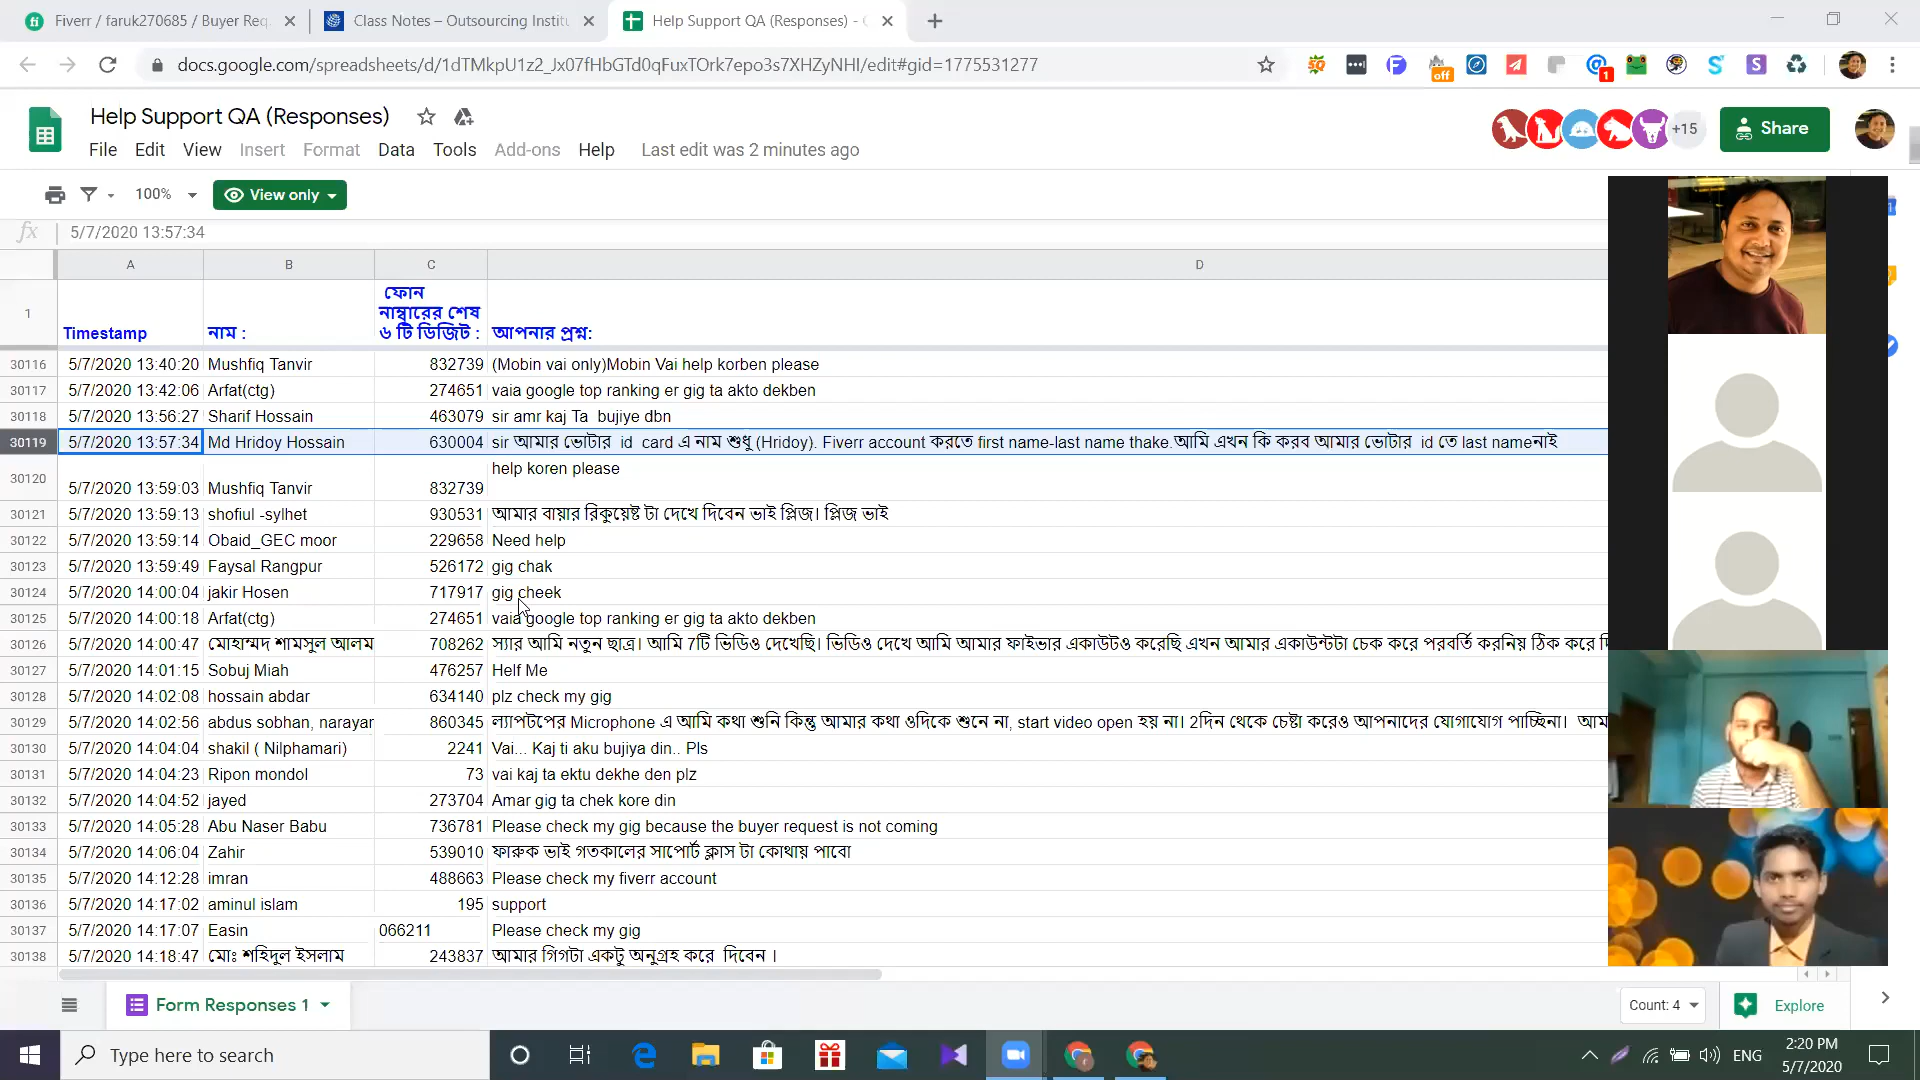 Fiverr / faruk270685 / Buyer Req
Class Notes – Outsourcing Institu
Help Support QA (Responses) -
docs.google.com/spreadsheets/d/1dTMkpU1z2_Jx07fHbGTd0qFuxTOrk7epo3s7XHZyNHI/edit#gid=1775531277
off
1
Help Support QA (Responses)
File Edit View Insert Format Data Tools Add-ons Help Last edit was 2 minutes ago
+15
Share
100%
View only
fx 5/7/2020 13:57:34
A B C D
1 Timestamp নাম : ফোন নাম্বারের শেষ ৬ টি ডিজিট : আপনার প্রশ্ন:
30116 5/7/2020 13:40:20 Mushfiq Tanvir 832739 (Mobin vai only)Mobin Vai help korben please
30117 5/7/2020 13:42:06 Arfat(ctg) 274651 vaia google top ranking er gig ta akto dekben
30118 5/7/2020 13:56:27 Sharif Hossain 463079 sir amr kaj Ta bujiye dbn
30119 5/7/2020 13:57:34 Md Hridoy Hossain 630004 sir আমার ভোটার id card এ নাম শুধু (Hridoy). Fiverr account করতে first name-last name thake.আমি এখন কি করব আমার ভোটার id তে last nameনাই
30120 5/7/2020 13:59:03 Mushfiq Tanvir 832739 help koren please
30121 5/7/2020 13:59:13 shofiul -sylhet 930531 আমার বায়ার রিকুয়েষ্ট টা দেখে দিবেন ভাই প্লিজ। প্লিজ ভাই
30122 5/7/2020 13:59:14 Obaid_GEC moor 229658 Need help
30123 5/7/2020 13:59:49 Faysal Rangpur 526172 gig chak
30124 5/7/2020 14:00:04 jakir Hosen 717917 gig cheek
30125 5/7/2020 14:00:18 Arfat(ctg) 274651 vaia google top ranking er gig ta akto dekben
30126 5/7/2020 14:00:47 মোহাম্মদ শামসুল আলম 708262 স্যার আমি নতুন ছাত্র। আমি 7টি ভিডিও দেখেছি। ভিডিও দেখে আমি আমার ফাইভার একাউটও করেছি এখন আমার একাউন্টটা চেক করে পরবর্তি করনিয় ঠিক করে
30127 5/7/2020 14:01:15 Sobuj Miah 476257 Helf Me
30128 5/7/2020 14:02:08 hossain abdar 634140 plz check my gig
30129 5/7/2020 14:02:56 abdus sobhan, narayar 860345 ল্যাপটপের Microphone এ আমি কথা শুনি কিন্তু আমার কথা ওদিকে শুনে না, start video open হয় না। 2দিন থেকে চেষ্টা করেও আপনাদের যোগাযোগ পাচ্ছিনা। আম
30130 5/7/2020 14:04:04 shakil ( Nilphamari) 2241 Vai... Kaj ti aku bujiya din.. Pls
30131 5/7/2020 14:04:23 Ripon mondol 73 vai kaj ta ektu dekhe den plz
30132 5/7/2020 14:04:52 jayed 273704 Amar gig ta chek kore din
30133 5/7/2020 14:05:28 Abu Naser Babu 736781 Please check my gig because the buyer request is not coming
30134 5/7/2020 14:06:04 Zahir 539010 ফারুক ভাই গতকালের সাপোর্ট ক্লাস টা কোথায় পাবো
30135 5/7/2020 14:12:28 imran 488663 Please check my fiverr account
30136 5/7/2020 14:17:02 aminul islam 195 support
30137 5/7/2020 14:17:07 Easin 066211 Please check my gig
30138 5/7/2020 14:18:47 মোঃ শহিদুল ইসলাম 243837 আমার গিগটা একটু অনুগ্রহ করে দিবেন ।
Form Responses 1
Count: 4
Explore
Type here to search
ENG
2:20 PM
5/7/2020